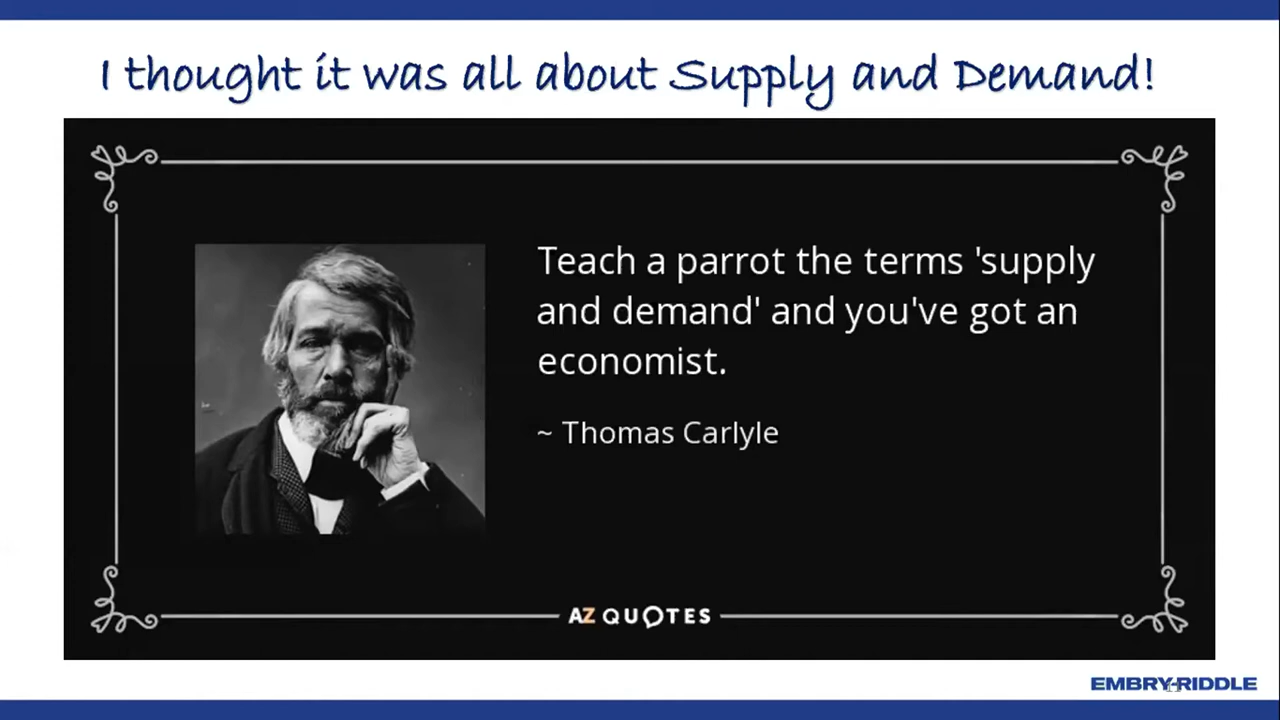 I thought it was all about Supply and Demand!
Teach a parrot the terms 'supply
and demand' and you've got an
economist.
~ Thomas Carlyle
AZ QUOTES
EMBRY-RIDDLE